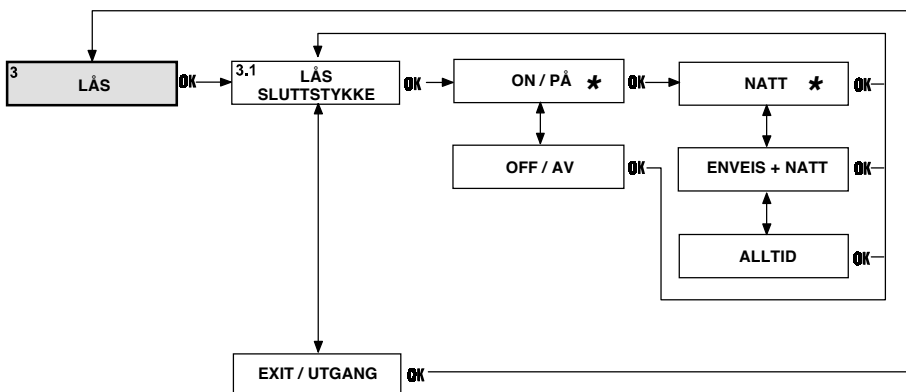 3
LÅS
OK
3.1
LÅS
SLUTTSTYKKE
OK
ON / PÅ *
OK
NATT *
OK
OFF / AV
OK
ENVEIS + NATT
OK
ALLTID
OK
EXIT / UTGANG
OK